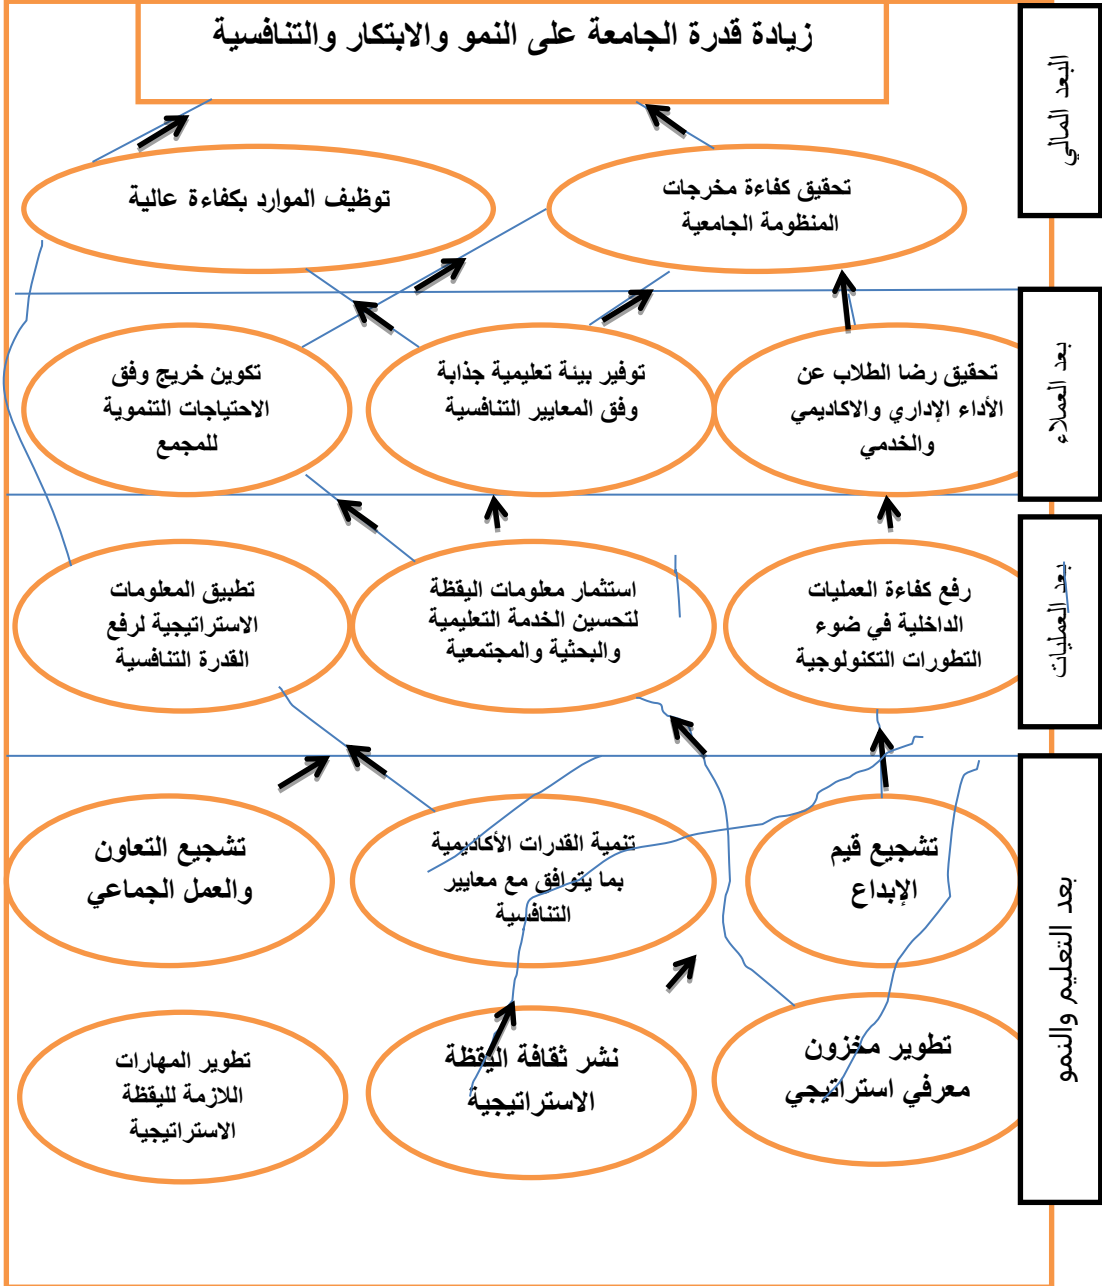 زيادة قدرة الجامعة على النمو والابتكار والتنافسية
البعد المالي
تحقيق كفاءة مخرجات
المنظومة الجامعية
توظيف الموارد بكفاءة عالية
بعد العملاء
تحقيق رضا الطلاب عن
الأداء الإداري والاكاديمي
والخدمي
توفير بيئة تعليمية جذابة
وفق المعايير التنافسية
تكوين خريج وفق
الاحتياجات التنموية
للمجمع
بعد العمليات
رفع كفاءة العمليات
الداخلية في ضوء
التطورات التكنولوجية
استثمار معلومات اليقظة
لتحسين الخدمة التعليمية
والبحثية والمجتمعية
تطبيق المعلومات
الاستراتيجية لرفع
القدرة التنافسية
بعد التعليم والنمو
تشجيع قيم
الإبداع
تنمية القدرات الأكاديمية
بما يتوافق مع معايير
التنافسية
تشجيع التعاون
والعمل الجماعي
تطوير مخزون
معرفي استراتيجي
نشر ثقافة اليقظة
الاستراتيجية
تطوير المهارات
اللازمة لليقظة
الاستراتيجية